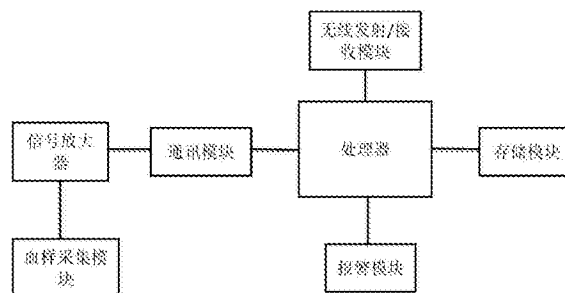 无线发射/接
收模块
信号放大
器
通讯模块
处理器
存储模块
血样采集模
块
报警模块